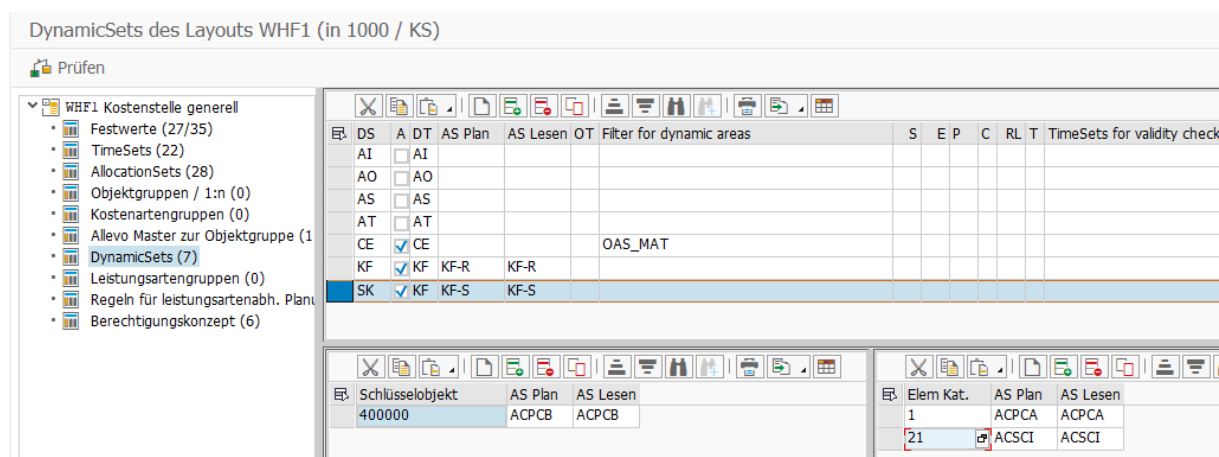 DynamicSets des Layouts WHF1 (in 1000 / KS)
Prüfen
WHF1 Kostenstelle generell
Festwerte (27/35)
TimeSets (22)
AllocationSets (28)
Objektgruppen / 1:n (0)
Kostenartengruppen (0)
Allevo Master zur Objektgruppe (1
DynamicSets (7)
Leistungsartengruppen (0)
Regeln für leistungsartenabh. Planu
Berechtigungskonzept (6)
DS A DT AS Plan AS Lesen OT Filter for dynamic areas S E P C RL T TimeSets for validity check
AI AI
AO AO
AS AS
AT AT
CE CE OAS_MAT
KF KF KF-R KF-R
SK KF KF-S KF-S
Schlüsselobjekt AS Plan AS Lesen
400000 ACPCB ACPCB
Elem Kat. AS Plan AS Lesen
1 ACPCA ACPCA
21 ACSCI ACSCI